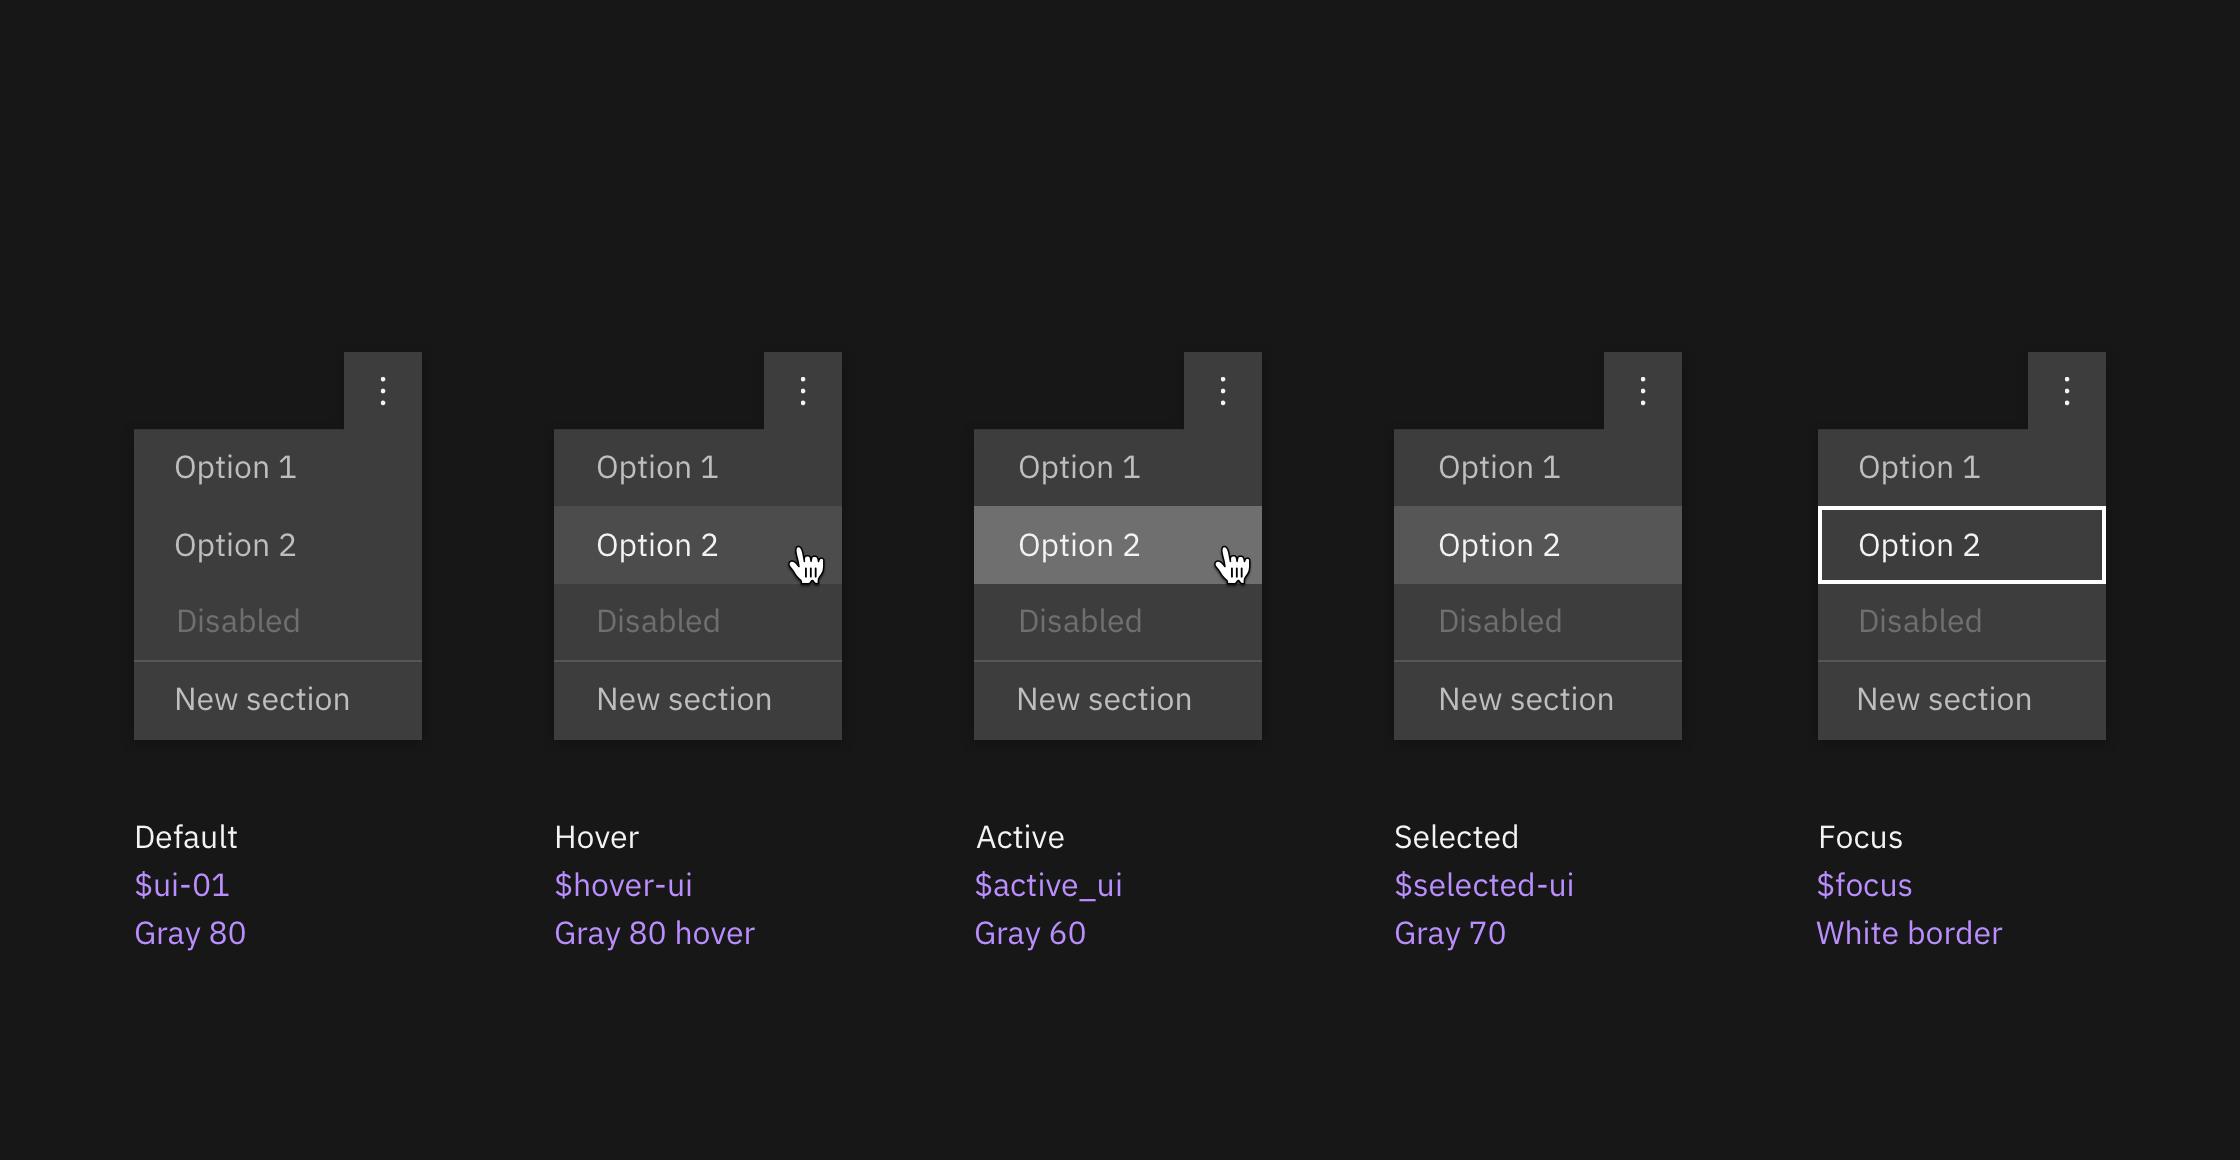 Option 1
Option 2
Disabled
New section
Default
$ui-01
Gray 80
Option 1
Option 2
Disabled
New section
Hover
$hover-ui
Gray 80 hover
Option 1
Option 2
Disabled
New section
Active
$active_ui
Gray 60
Option 1
Option 2
Disabled
New section
Selected
$selected-ui
Gray 70
Option 1
Option 2
Disabled
New section
Focus
$focus
White border